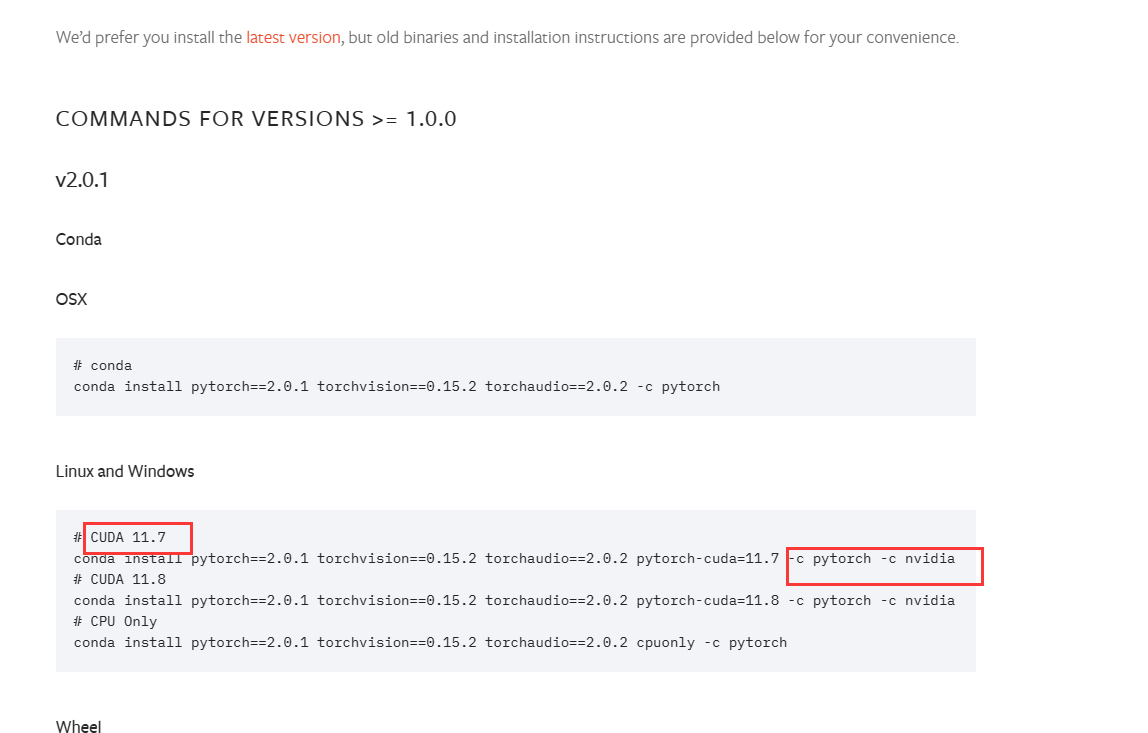 We'd prefer you install the latest version, but old binaries and installation instructions are provided below for your convenience.
COMMANDS FOR VERSIONS >= 1.0.0
v2.0.1
Conda
OSX
# conda
conda install pytorch==2.0.1 torchvision==0.15.2 torchaudio==2.0.2 -c pytorch
Linux and Windows
# CUDA 11.7
conda install pytorch==2.0.1 torchvision==0.15.2 torchaudio==2.0.2 pytorch-cuda=11.7 -c pytorch -c nvidia
# CUDA 11.8
conda install pytorch==2.0.1 torchvision==0.15.2 torchaudio==2.0.2 pytorch-cuda=11.8 -c pytorch -c nvidia
# CPU Only
conda install pytorch==2.0.1 torchvision==0.15.2 torchaudio==2.0.2 cpuonly -c pytorch
Wheel